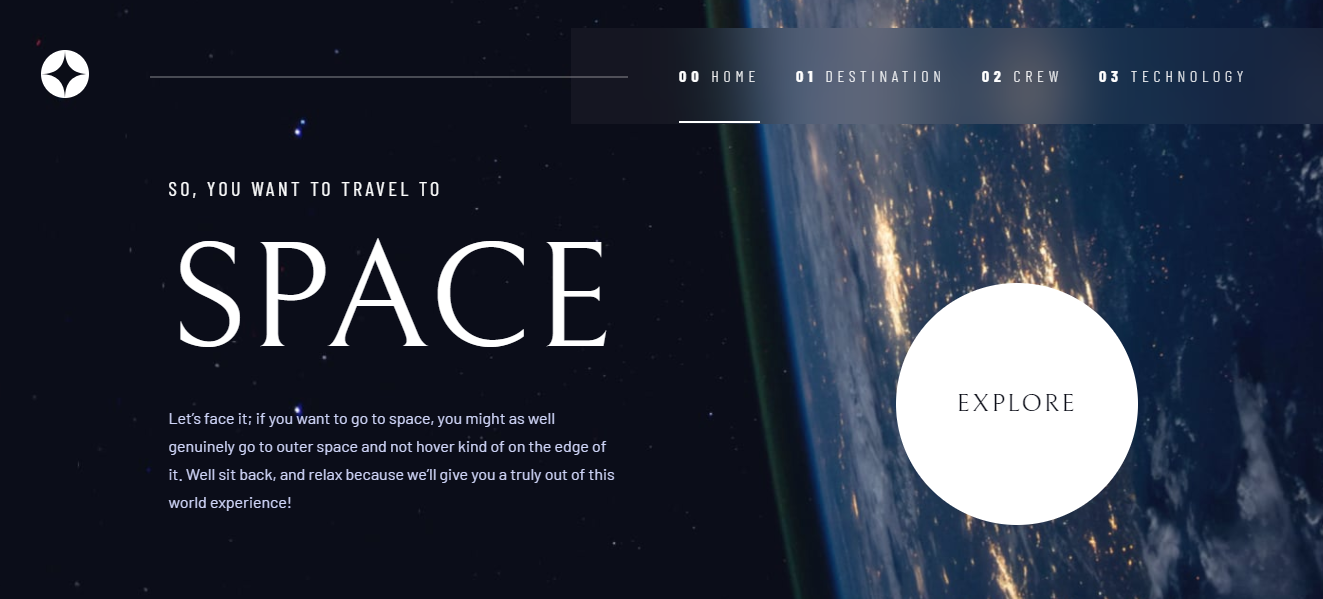 00 HOME 01 DESTINATION 02 CREW 03 TECHNOLOGY
SO, YOU WANT TO TRAVEL TO
SPACE
Let’s face it; if you want to go to space, you might as well
genuinely go to outer space and not hover kind of on the edge of
it. Well sit back, and relax because we’ll give you a truly out of this
world experience!
EXPLORE